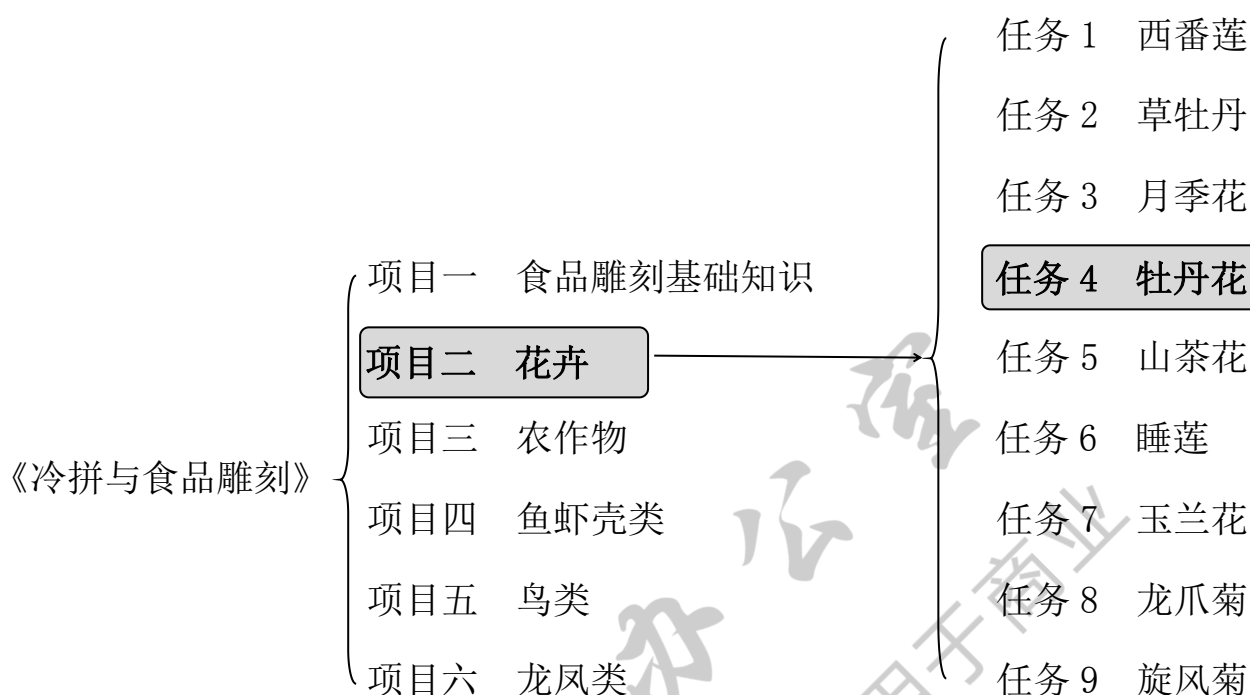 《冷拼与食品雕刻》
项目一 食品雕刻基础知识
项目二 花卉
项目三 农作物
项目四 鱼虾壳类
项目五 鸟类
项目六 龙凤类
任务 1 西番莲
任务 2 草牡丹
任务 3 月季花
任务 4 牡丹花
任务 5 山茶花
任务 6 睡莲
任务 7 玉兰花
任务 8 龙爪菊
任务 9 旋风菊
用于商业